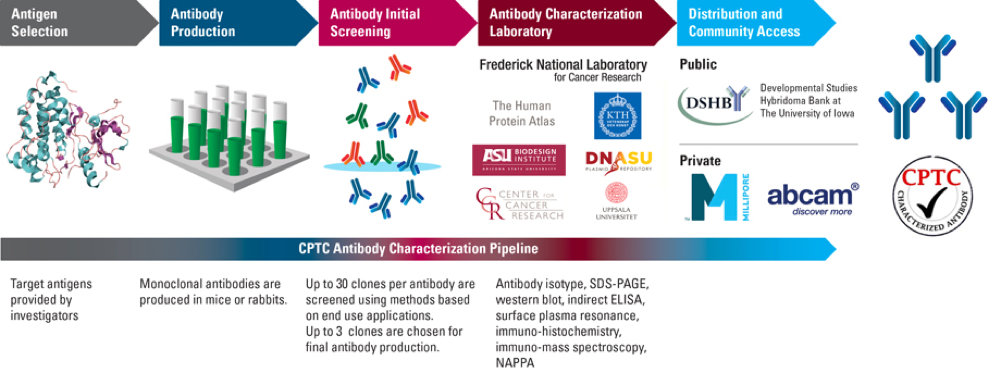 Antigen
Selection
Antibody
Production
Antibody Initial
Screening
Antibody Characterization
Laboratory
Distribution and
Community Access
Frederick National Laboratory
for Cancer Research
The Human
Protein Atlas
KTH
VETENSKAP
OCH KONST
ASU BIODESIGN
INSTITUTE
ARIZONA STATE UNIVERSITY
DNASU
PLASMID REPOSITORY
CCR CENTER FOR
CANCER
RESEARCH
UPPSALA
UNIVERSITET
Public
DSHB
Developmental Studies
Hybridoma Bank at
The University of Iowa
Private
M
MILLIPORE
abcam®
discover more
CPTC
CHARACTERIZED ANTIBODY
CPTC Antibody Characterization Pipeline
Target antigens
provided by
investigators
Monoclonal antibodies are
produced in mice or rabbits.
Up to 30 clones per antibody are
screened using methods based
on end use applications.
Up to 3 clones are chosen for
final antibody production.
Antibody isotype, SDS-PAGE,
western blot, indirect ELISA,
surface plasma resonance,
immuno-histochemistry,
immuno-mass spectroscopy,
NAPPA